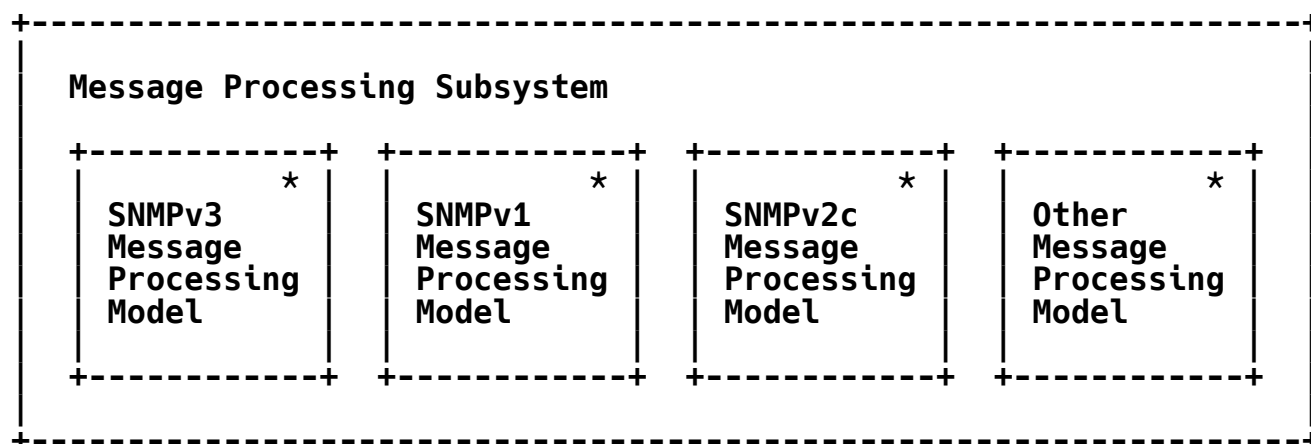 +------------------------------------------------------------------+
|                                                                  |
|  Message Processing Subsystem                                    |
|                                                                  |
|  +------------+  +------------+  +------------+  +------------+  |
|  |          * |  |          * |  |          * |  |          * |  |
|  | SNMPv3     |  | SNMPv1     |  | SNMPv2c    |  | Other      |  |
|  | Message    |  | Message    |  | Message    |  | Message    |  |
|  | Processing |  | Processing |  | Processing |  | Processing |  |
|  | Model      |  | Model      |  | Model      |  | Model      |  |
|  |            |  |            |  |            |  |            |  |
|  +------------+  +------------+  +------------+  +------------+  |
|                                                                  |
+------------------------------------------------------------------+